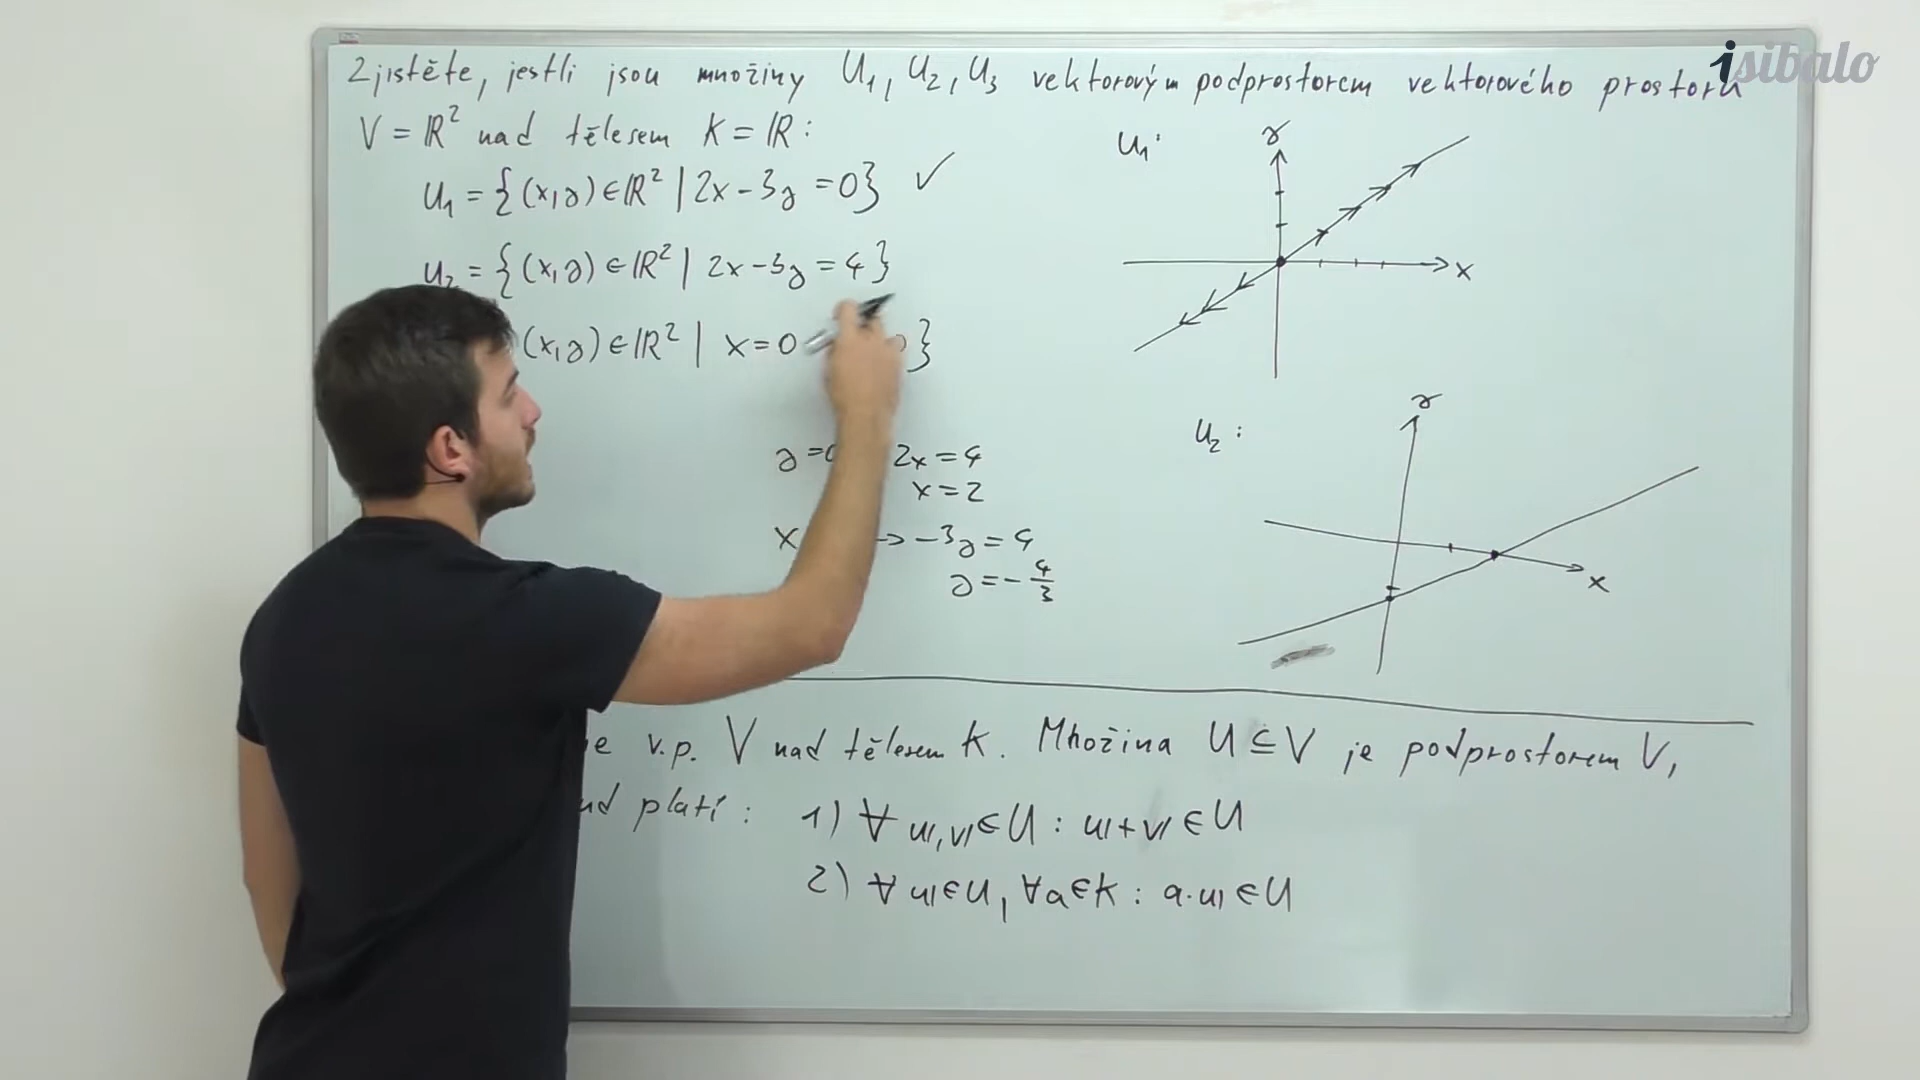 isibalo
Zjistěte, jestli jsou množiny U₁, U₂, U₃ vektorovým podprostorem vektorového prostoru
V = ℝ² nad tělesem K = ℝ:
U₁ = {(x,y) ∈ ℝ² | 2x - 3y = 0} ✓
U₂ = {(x,y) ∈ ℝ² | 2x - 3y = 4}
(x,y) ∈ ℝ² | x = 0 }
y = 2x = 4
x = 2
x → -3y = 4
y = - 4/3
U₁:
y
x
U₂:
y
x
v.p. V nad tělesem K. Množina U ⊆ V je podprostorem V,
platí: 1) ∀ u, v ∈ U : u + v ∈ U
2) ∀ u ∈ U, ∀ a ∈ K : a · u ∈ U